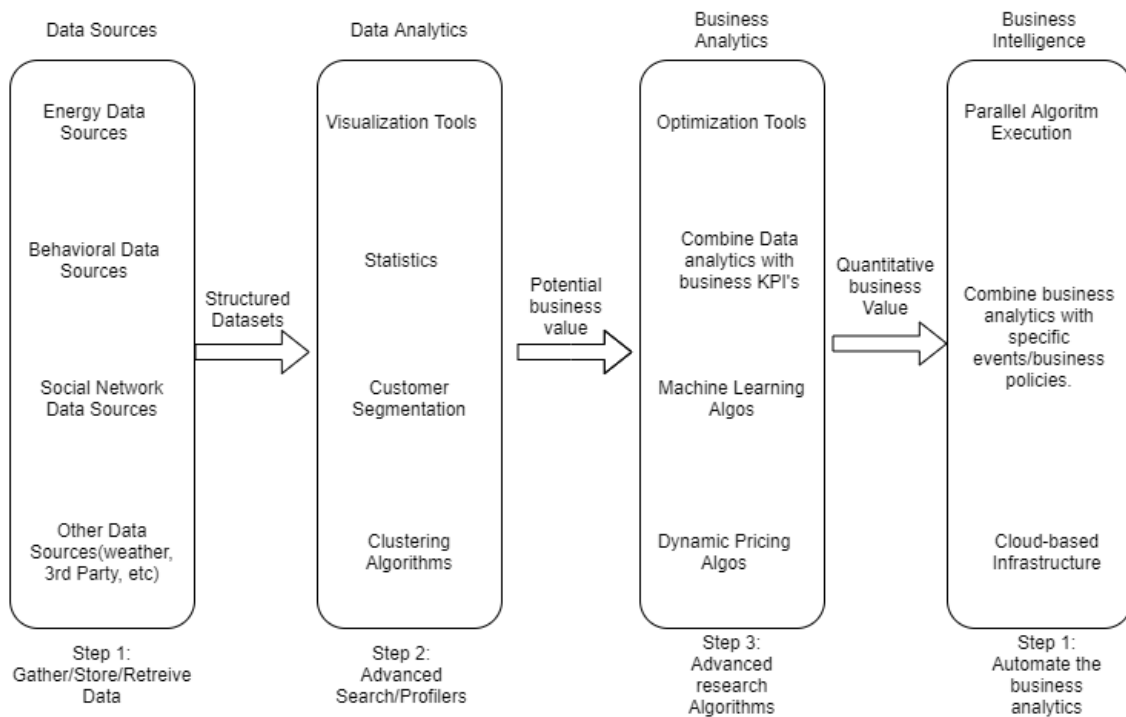 Data Sources
Energy Data
Sources
Behavioral Data
Sources
Social Network
Data Sources
Other Data
Sources(weather,
3rd Party, etc)
Step 1:
Gather/Store/Retreive
Data
Structured
Datasets
Data Analytics
Visualization Tools
Statistics
Customer
Segmentation
Clustering
Algorithms
Step 2:
Advanced
Search/Profilers
Potential
business
value
Business
Analytics
Optimization Tools
Combine Data
analytics with
business KPI's
Machine Learning
Algos
Dynamic Pricing
Algos
Step 3:
Advanced
research
Algorithms
Quantitative
business
Value
Business
Intelligence
Parallel Algoritm
Execution
Combine business
analytics with
specific
events/business
policies.
Cloud-based
Infrastructure
Step 1:
Automate the
business
analytics